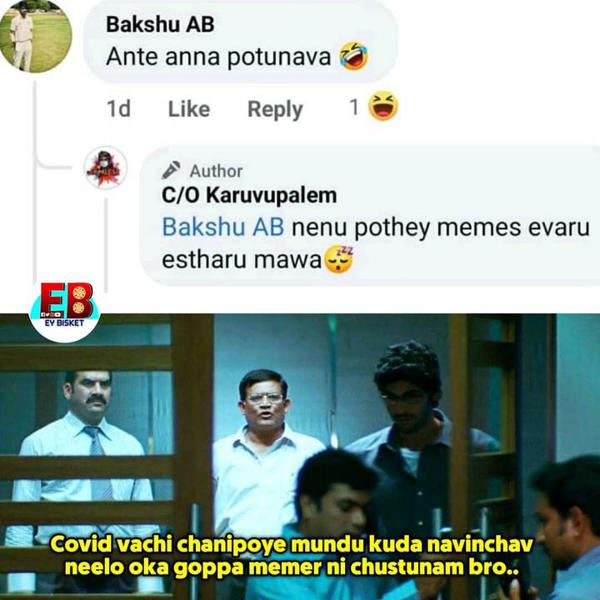 Bakshu AB
Ante anna potunava 🤣
1d Like Reply 1 😆
Author
C/O Karuvupalem
Bakshu AB nenu pothey memes evaru
estharu mawa😴
EB
EY BISKET
Covid vachi chanipoye mundu kuda navinchav
neelo oka goppa memer ni chustunam bro..